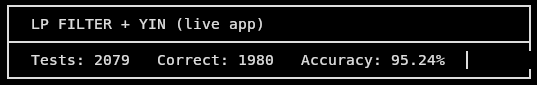 LP FILTER + YIN (live app)
Tests: 2079   Correct: 1980   Accuracy: 95.24%